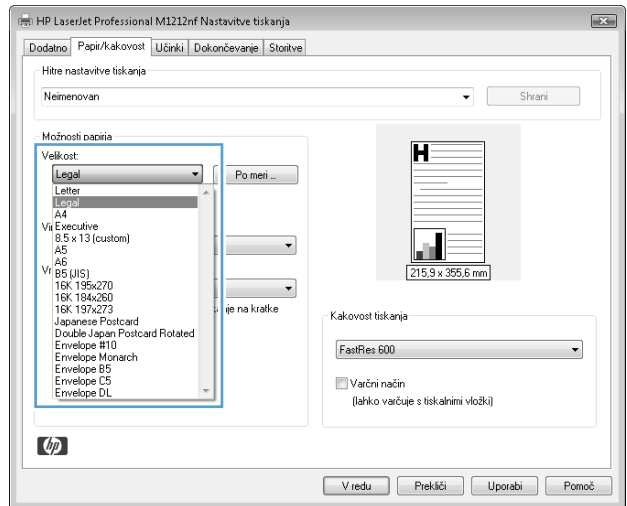 HP LaserJet Professional M1212nf Nastavitve tiskanja
Dodatno Papir/kakovost Učinki Dokončevanje Storitve
Hitre nastavitve tiskanja
Neimenovan
Shrani
Možnosti papirja
Velikost:
Legal
Po meri ...
Letter
Legal
A4
Executive
8.5 x 13 (custom)
A5
A6
B5 (JIS)
16K 195x270
16K 184x260
16K 197x273
Japanese Postcard
Double Japan Postcard Rotated
Envelope #10
Envelope Monarch
Envelope B5
Envelope C5
Envelope DL
na kratke
H
215,9 x 355,6 mm
Kakovost tiskanja
FastRes 600
Varčni način
(lahko varčuje s tiskalnimi vložki)
hp
V redu
Prekliči
Uporabi
Pomoč